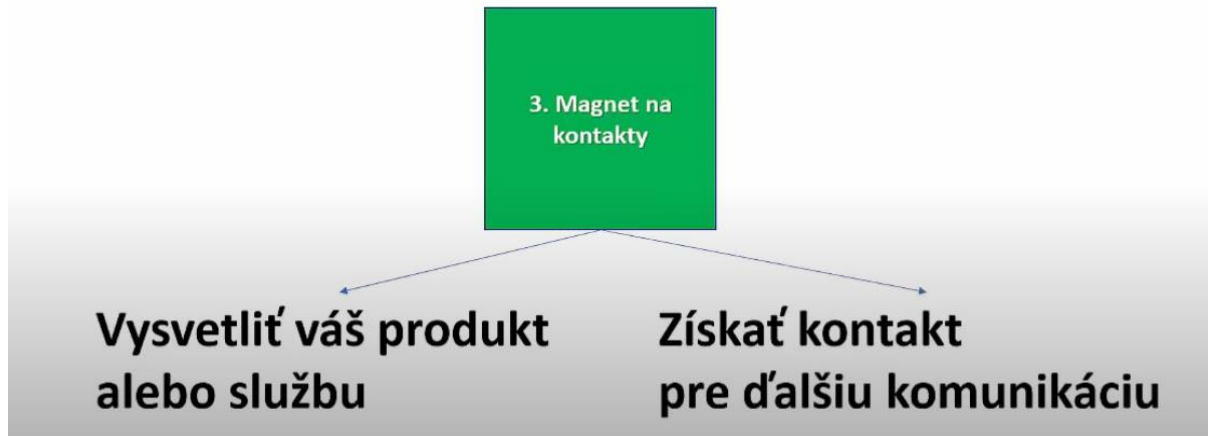 3. Magnet na
kontakty
Vysvetliť váš produkt
alebo službu
Získať kontakt
pre ďalšiu komunikáciu